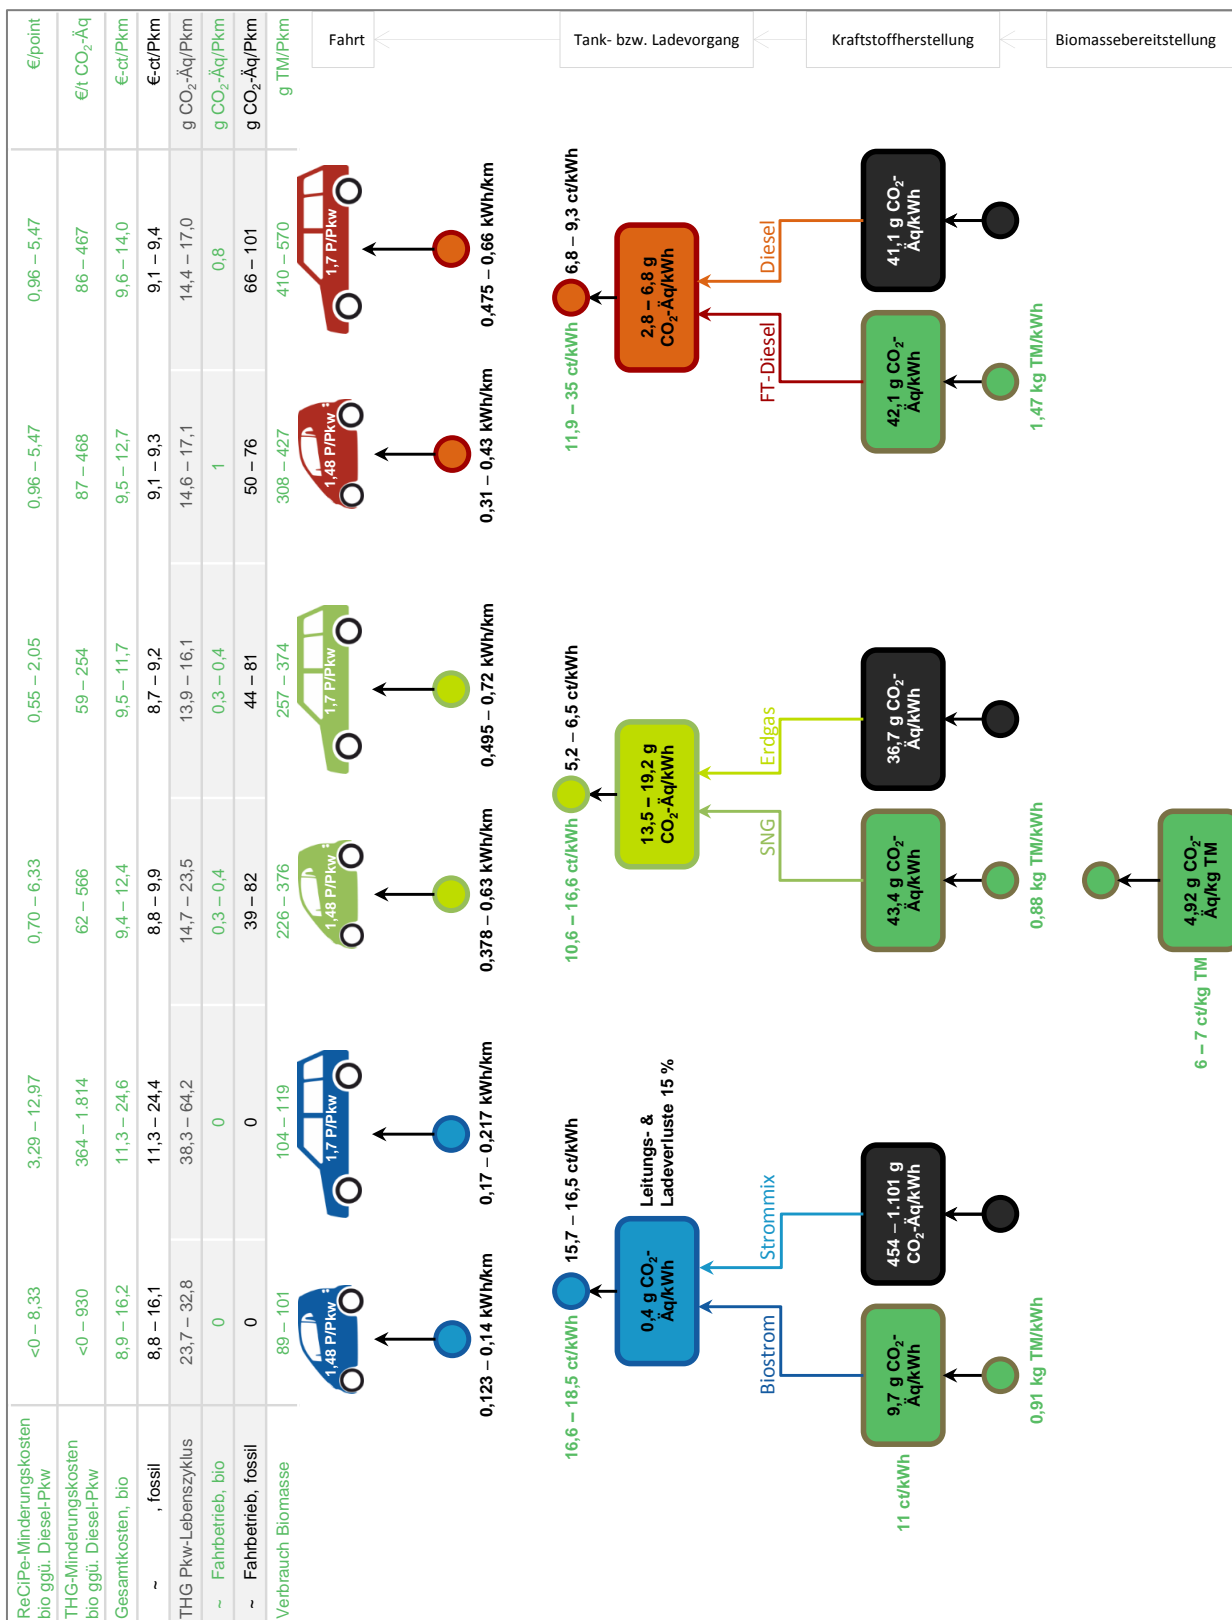 ReCiPe-Minderungskosten
bio ggü. Diesel-Pkw
<0 – 8,33
3,29 – 12,97
0,70 – 6,33
0,55 – 2,05
0,96 – 5,47
0,96 – 5,47
€/point
THG-Minderungskosten
bio ggü. Diesel-Pkw
<0 – 930
364 – 1.814
62 – 566
59 – 254
87 – 468
86 – 467
€/t CO₂-Äq
Gesamtkosten, bio
8,9 – 16,2
11,3 – 24,6
9,4 – 12,4
9,5 – 11,7
9,5 – 12,7
9,6 – 14,0
€-ct/Pkm
~ , fossil
8,8 – 16,1
11,3 – 24,4
8,8 – 9,9
8,7 – 9,2
9,1 – 9,3
9,1 – 9,4
€-ct/Pkm
THG Pkw-Lebenszyklus
23,7 – 32,8
38,3 – 64,2
14,7 – 23,5
13,9 – 16,1
14,6 – 17,1
14,4 – 17,0
g CO₂-Äq/Pkm
~ Fahrbetrieb, bio
0
0
0,3 – 0,4
0,3 – 0,4
1
0,8
g CO₂-Äq/Pkm
~ Fahrbetrieb, fossil
0
0
39 – 82
44 – 81
50 – 76
66 – 101
g CO₂-Äq/Pkm
Verbrauch Biomasse
89 – 101
104 – 119
226 – 376
257 – 374
308 – 427
410 – 570
g TM/Pkm
1,48 P/Pkw
1,7 P/Pkw
1,48 P/Pkw
1,7 P/Pkw
1,48 P/Pkw
1,7 P/Pkw
Fahrt
0,123 – 0,14 kWh/km
0,17 – 0,217 kWh/km
0,378 – 0,63 kWh/km
0,495 – 0,72 kWh/km
0,31 – 0,43 kWh/km
0,475 – 0,66 kWh/km
16,6 – 18,5 ct/kWh
15,7 – 16,5 ct/kWh
10,6 – 16,6 ct/kWh
5,2 – 6,5 ct/kWh
11,9 – 35 ct/kWh
6,8 – 9,3 ct/kWh
Tank- bzw. Ladevorgang
0,4 g CO₂-
Äq/kWh
Leitungs- &
Ladeverluste 15 %
13,5 – 19,2 g
CO₂-Äq/kWh
2,8 – 6,8 g
CO₂-Äq/kWh
Biostrom
Strommix
SNG
Erdgas
FT-Diesel
Diesel
Kraftstoffherstellung
11 ct/kWh
9,7 g CO₂-
Äq/kWh
454 – 1.101 g
CO₂-Äq/kWh
43,4 g CO₂-
Äq/kWh
36,7 g CO₂-
Äq/kWh
42,1 g CO₂-
Äq/kWh
41,1 g CO₂-
Äq/kWh
0,91 kg TM/kWh
0,88 kg TM/kWh
1,47 kg TM/kWh
Biomassebereitstellung
4,92 g CO₂-
Äq/kg TM
6 – 7 ct/kg TM